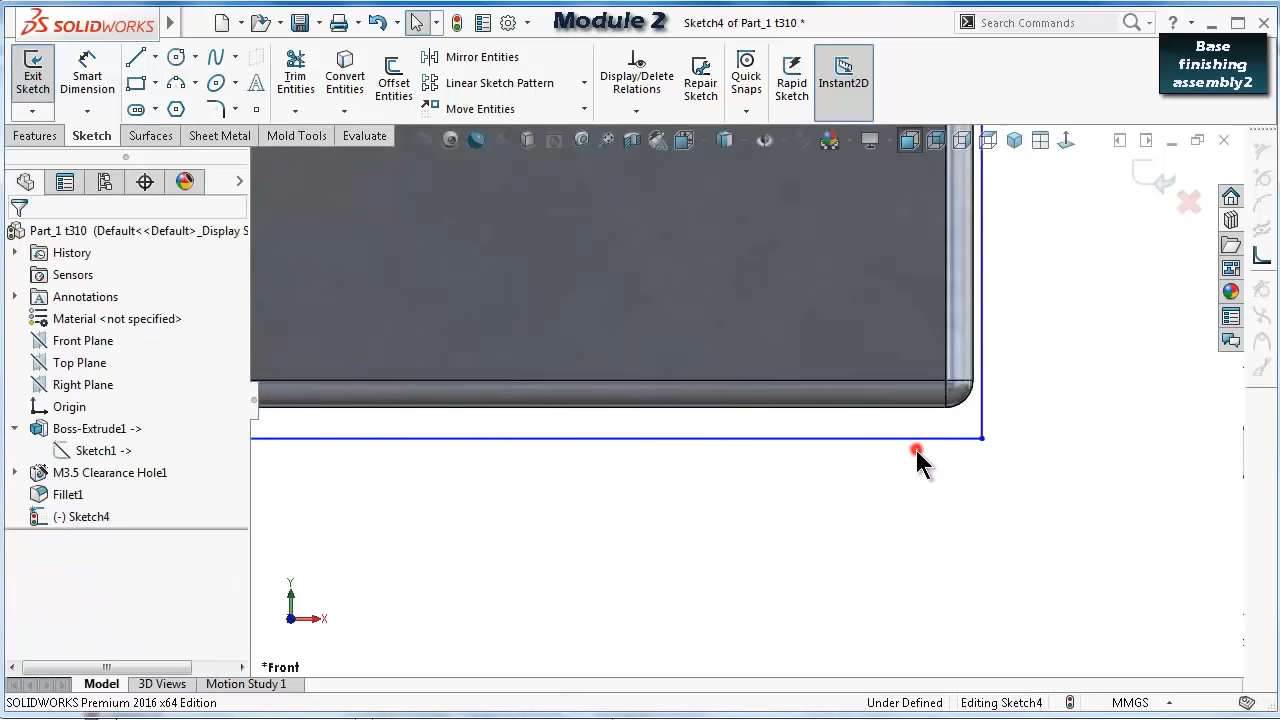 SOLIDWORKS
Module 2
Sketch4 of Part_1 t310 *
Search Commands
?
Base
finishing
assembly2
Exit
Sketch
Smart
Dimension
Trim
Entities
Convert
Entities
Offset
Entities
Mirror Entities
Linear Sketch Pattern
Move Entities
Display/Delete
Relations
Repair
Sketch
Quick
Snaps
Rapid
Sketch
Instant2D
Features
Sketch
Surfaces
Sheet Metal
Mold Tools
Evaluate
Part_1 t310 (Default<<Default>_Display S
History
Sensors
Annotations
Material <not specified>
Front Plane
Top Plane
Right Plane
Origin
Boss-Extrude1 ->
Sketch1 ->
M3.5 Clearance Hole1
Fillet1
(-) Sketch4
Y
X
*Front
Model
3D Views
Motion Study 1
SOLIDWORKS Premium 2016 x64 Edition
Under Defined
Editing Sketch4
MMGS